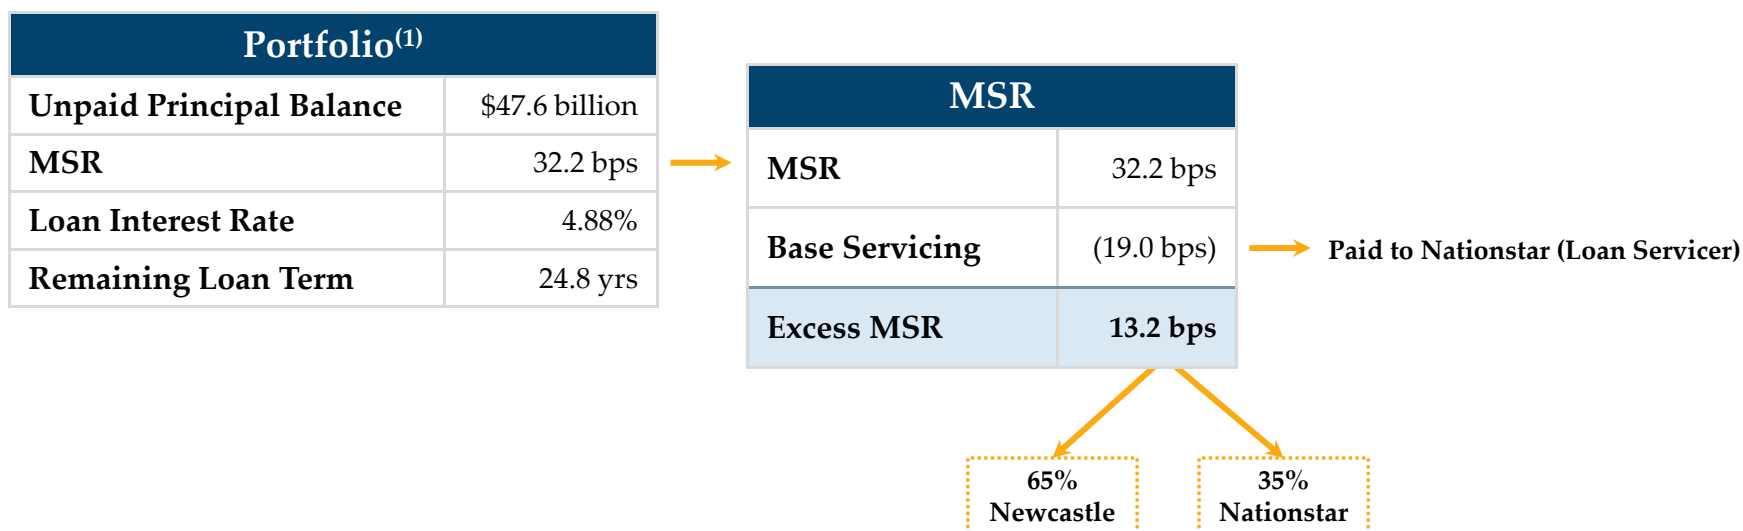 Portfolio(1)
Unpaid Principal Balance $47.6 billion
MSR 32.2 bps
Loan Interest Rate 4.88%
Remaining Loan Term 24.8 yrs
MSR
MSR 32.2 bps
Base Servicing (19.0 bps)
Paid to Nationstar (Loan Servicer)
Excess MSR 13.2 bps
65%
Newcastle
35%
Nationstar